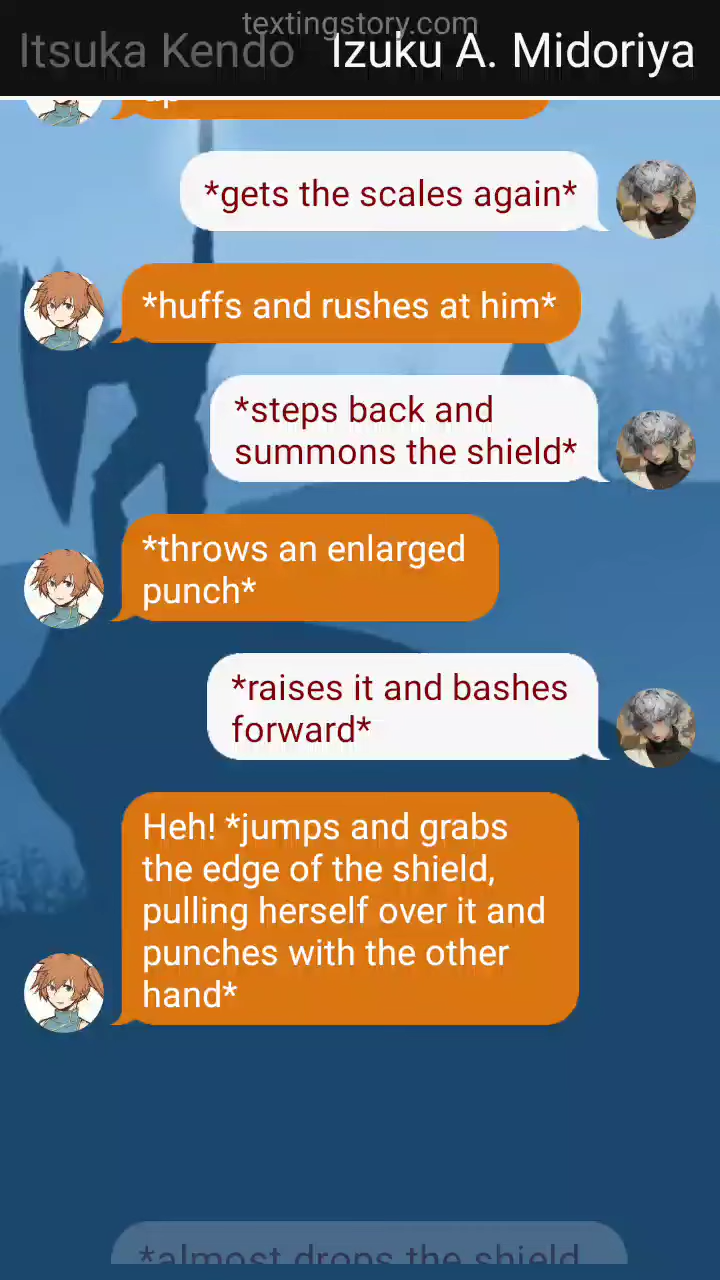 textingstory.com
Itsuka Kendo Izuku A. Midoriya
up
*gets the scales again*
*huffs and rushes at him*
*steps back and
summons the shield*
*throws an enlarged
punch*
*raises it and bashes
forward*
Heh! *jumps and grabs
the edge of the shield,
pulling herself over it and
punches with the other
hand*
*almost drops the shield